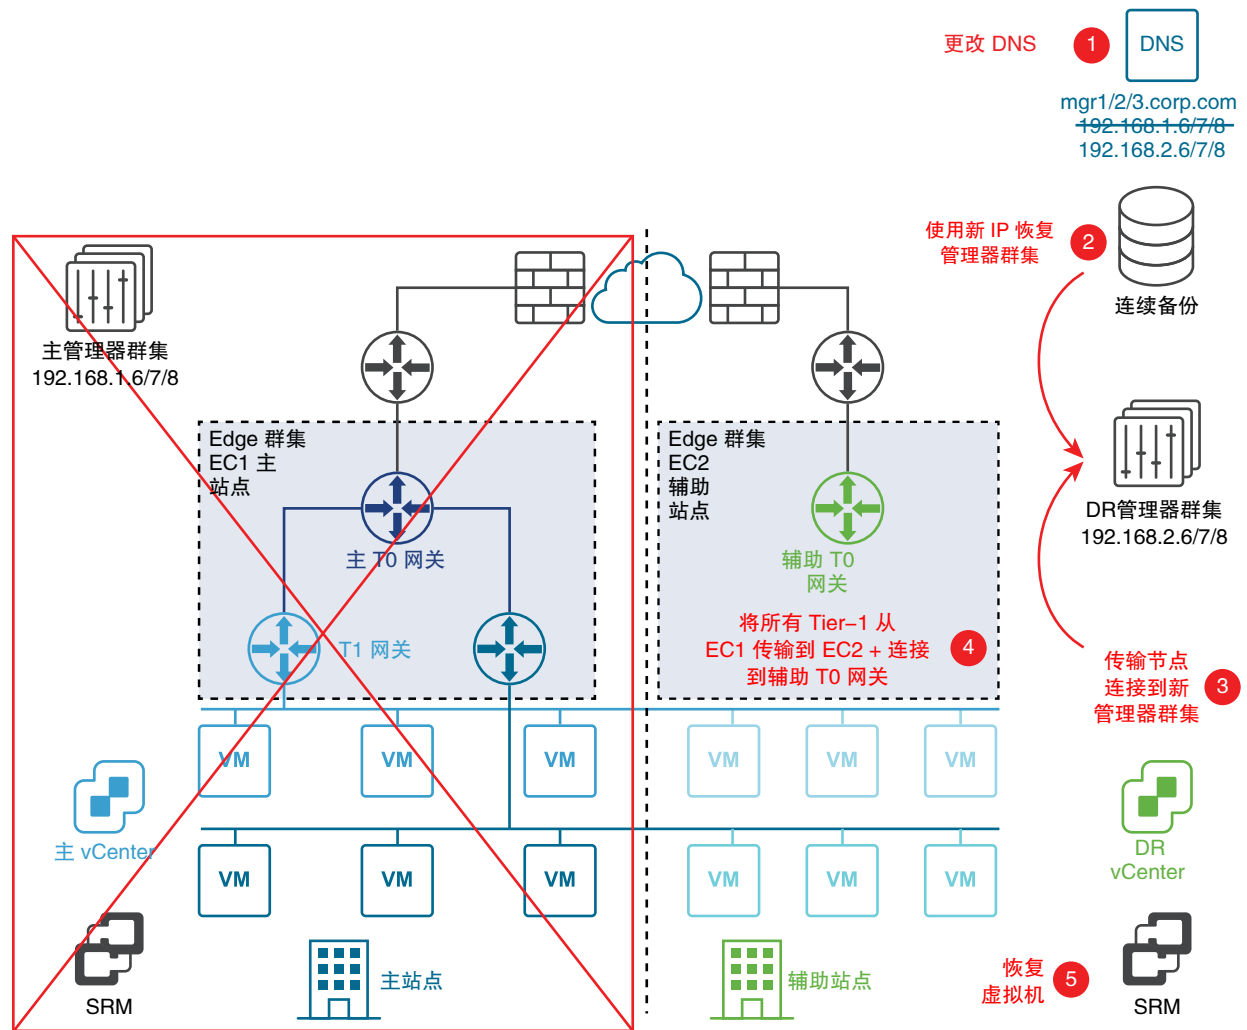 更改 DNS
1
DNS
mgr1/2/3.corp.com
192.168.1.6/7/8
192.168.2.6/7/8
使用新 IP 恢复
管理器群集
2
连续备份
主管理器群集
192.168.1.6/7/8
Edge 群集
EC1 主
站点
主 T0 网关
T1 网关
Edge 群集
EC2
辅助
站点
辅助 T0
网关
将所有 Tier–1 从
EC1 传输到 EC2 + 连接
到辅助 T0 网关
4
DR管理器群集
192.168.2.6/7/8
传输节点
连接到新
管理器群集
3
VM
VM
VM
VM
VM
VM
主 vCenter
DR
vCenter
VM
VM
VM
VM
VM
VM
SRM
主站点
辅助站点
恢复
虚拟机
5
SRM